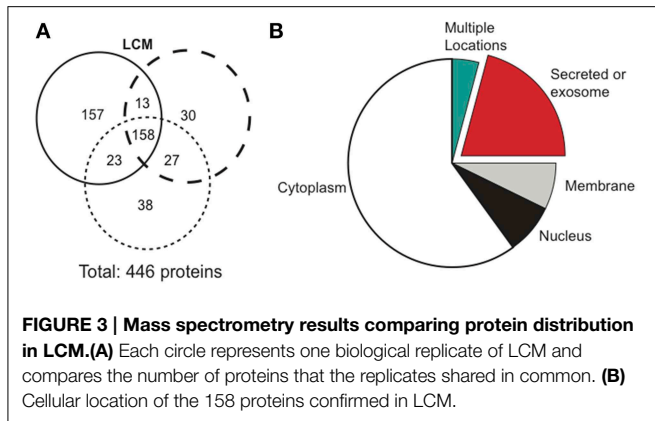 A
LCM
157
13
30
158
23
27
38
Total: 446 proteins
B
Multiple
Locations
Secreted or
exosome
Membrane
Nucleus
Cytoplasm
FIGURE 3 | Mass spectrometry results comparing protein distribution
in LCM.(A) Each circle represents one biological replicate of LCM and
compares the number of proteins that the replicates shared in common. (B)
Cellular location of the 158 proteins confirmed in LCM.